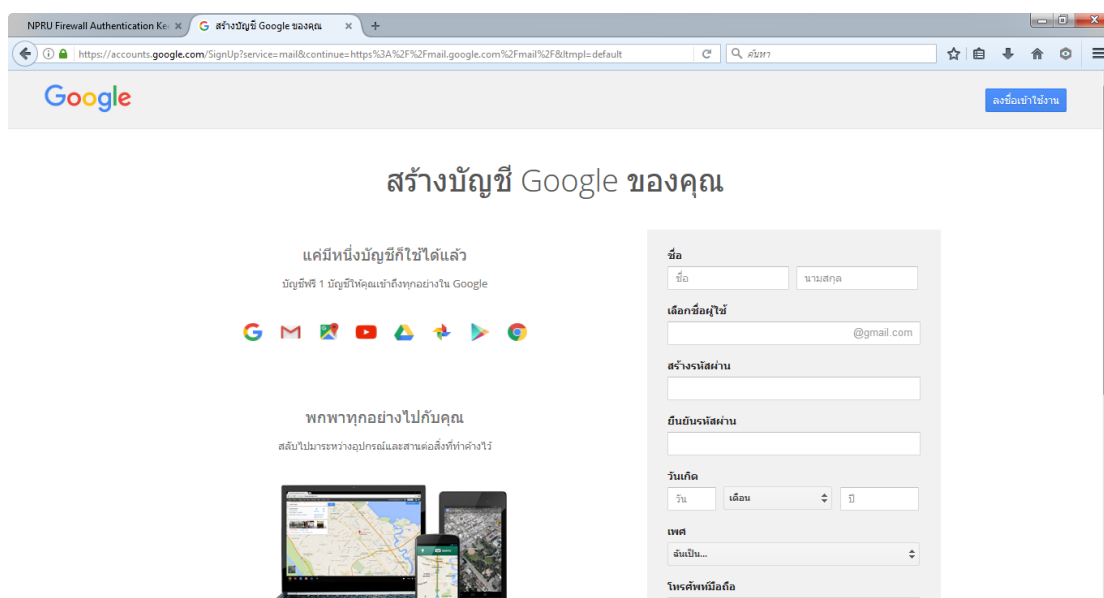 NPRU Firewall Authentication Ke
สร้างบัญชี Google ของคุณ
https://accounts.google.com/SignUp?service=mail&continue=https%3A%2F%2Fmail.google.com%2Fmail%2F&ltmpl=default
ค้นหา
Google
ลงชื่อเข้าใช้งาน
สร้างบัญชี Google ของคุณ
แค่มีหนึ่งบัญชีก็ใช้ได้แล้ว
บัญชีฟรี 1 บัญชีให้คุณเข้าถึงทุกอย่างใน Google
พกพาทุกอย่างไปกับคุณ
สลับไปมาระหว่างอุปกรณ์และสานต่อสิ่งที่ทำค้างไว้
ชื่อ
ชื่อ
นามสกุล
เลือกชื่อผู้ใช้
@gmail.com
สร้างรหัสผ่าน
ยืนยันรหัสผ่าน
วันเกิด
วัน
เดือน
ปี
เพศ
ฉันเป็น...
โทรศัพท์มือถือ